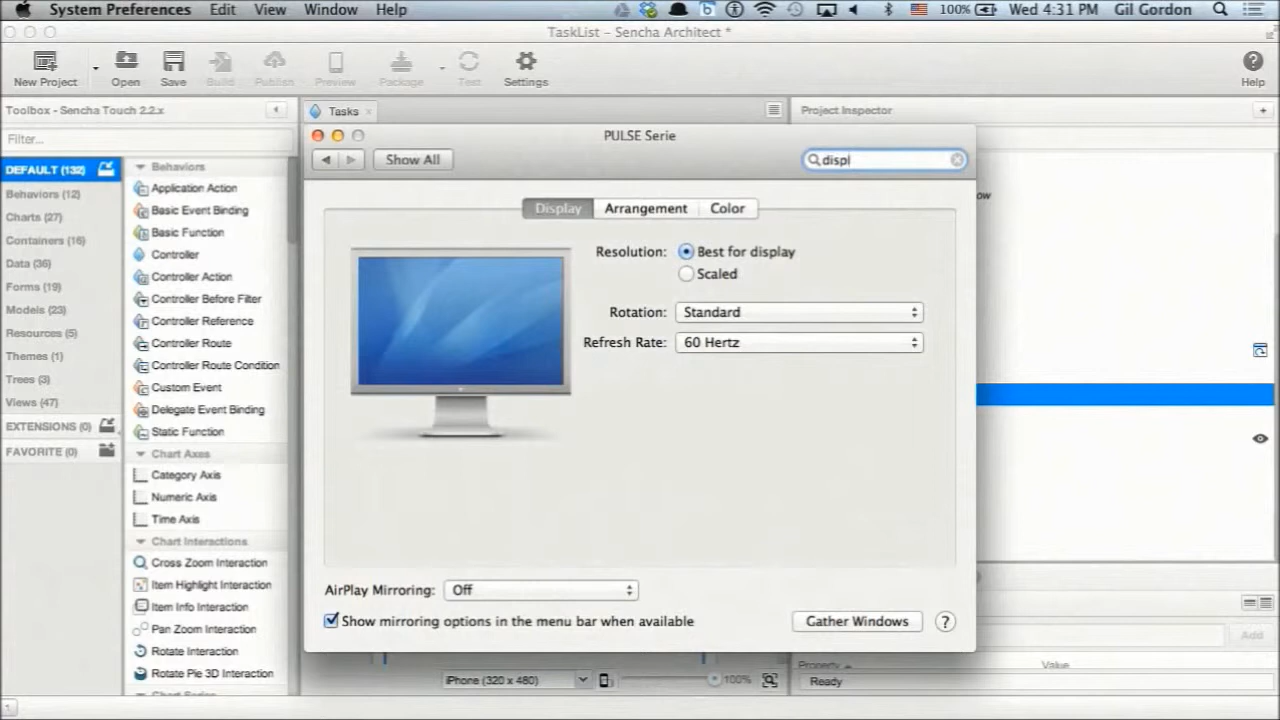 System Preferences Edit View Window Help 100% Wed 4:31 PM Gil Gordon
TaskList – Sencha Architect *
New Project Open Save Build Publish Preview Package Test Settings Help
Toolbox - Sencha Touch 2.2.x
Tasks
Project Inspector
Filter...
DEFAULT (132)
Behaviors (12)
Charts (27)
Containers (16)
Data (36)
Forms (19)
Models (23)
Resources (5)
Themes (1)
Trees (3)
Views (47)
EXTENSIONS (0)
FAVORITE (0)
Behaviors
Application Action
Basic Event Binding
Basic Function
Controller
Controller Action
Controller Before Filter
Controller Reference
Controller Route
Controller Route Condition
Custom Event
Delegate Event Binding
Static Function
Chart Axes
Category Axis
Numeric Axis
Time Axis
Chart Interactions
Cross Zoom Interaction
Item Highlight Interaction
Item Info Interaction
Pan Zoom Interaction
Rotate Interaction
Rotate Pie 3D Interaction
Chart Series
PULSE Serie
Show All
displ
Display Arrangement Color
Resolution: Best for display
Scaled
Rotation: Standard
Refresh Rate: 60 Hertz
AirPlay Mirroring: Off
Show mirroring options in the menu bar when available
Gather Windows ?
iPhone (320 x 480) 100%
Add
Property Value
Ready